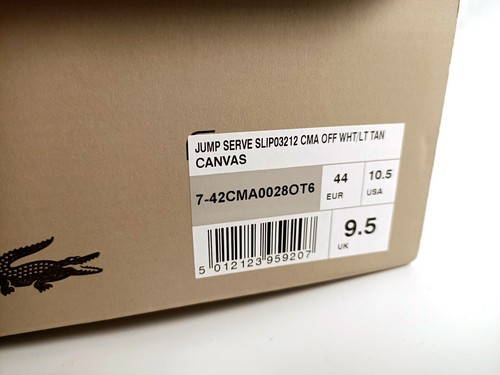 JUMP SERVE SLIP03212 CMA OFF WHT/LT TAN
CANVAS
7-42CMA0028OT6
44
EUR
10.5
USA
9.5
UK
5 012123 959207